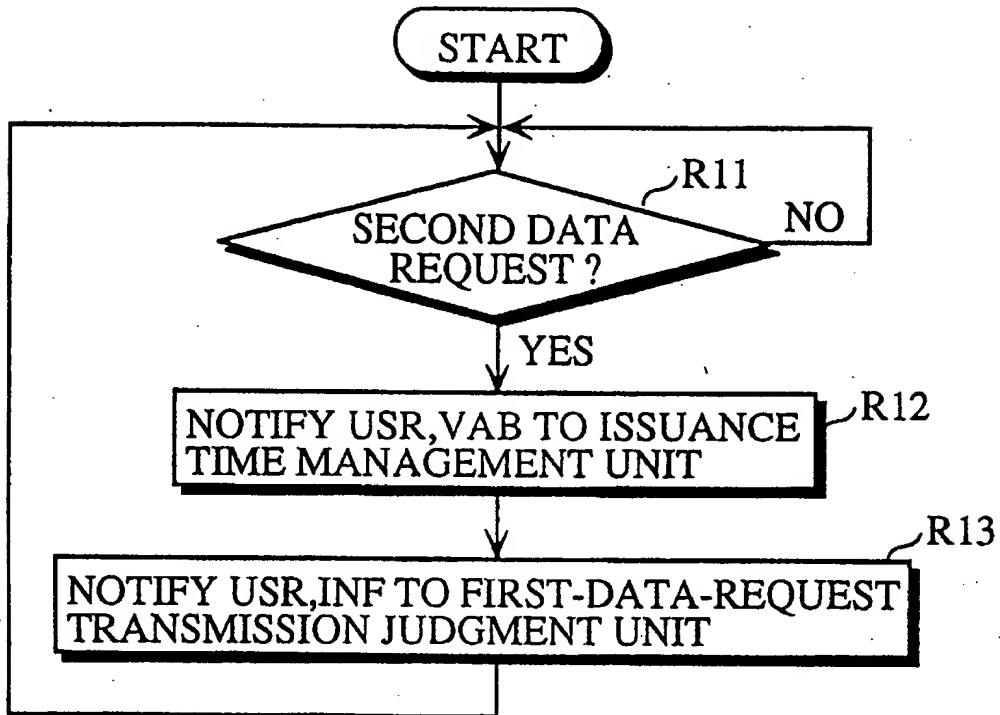 START
R11
SECOND DATA
REQUEST ?
NO
YES
R12
NOTIFY USR,VAB TO ISSUANCE
TIME MANAGEMENT UNIT
R13
NOTIFY USR,INF TO FIRST-DATA-REQUEST
TRANSMISSION JUDGMENT UNIT